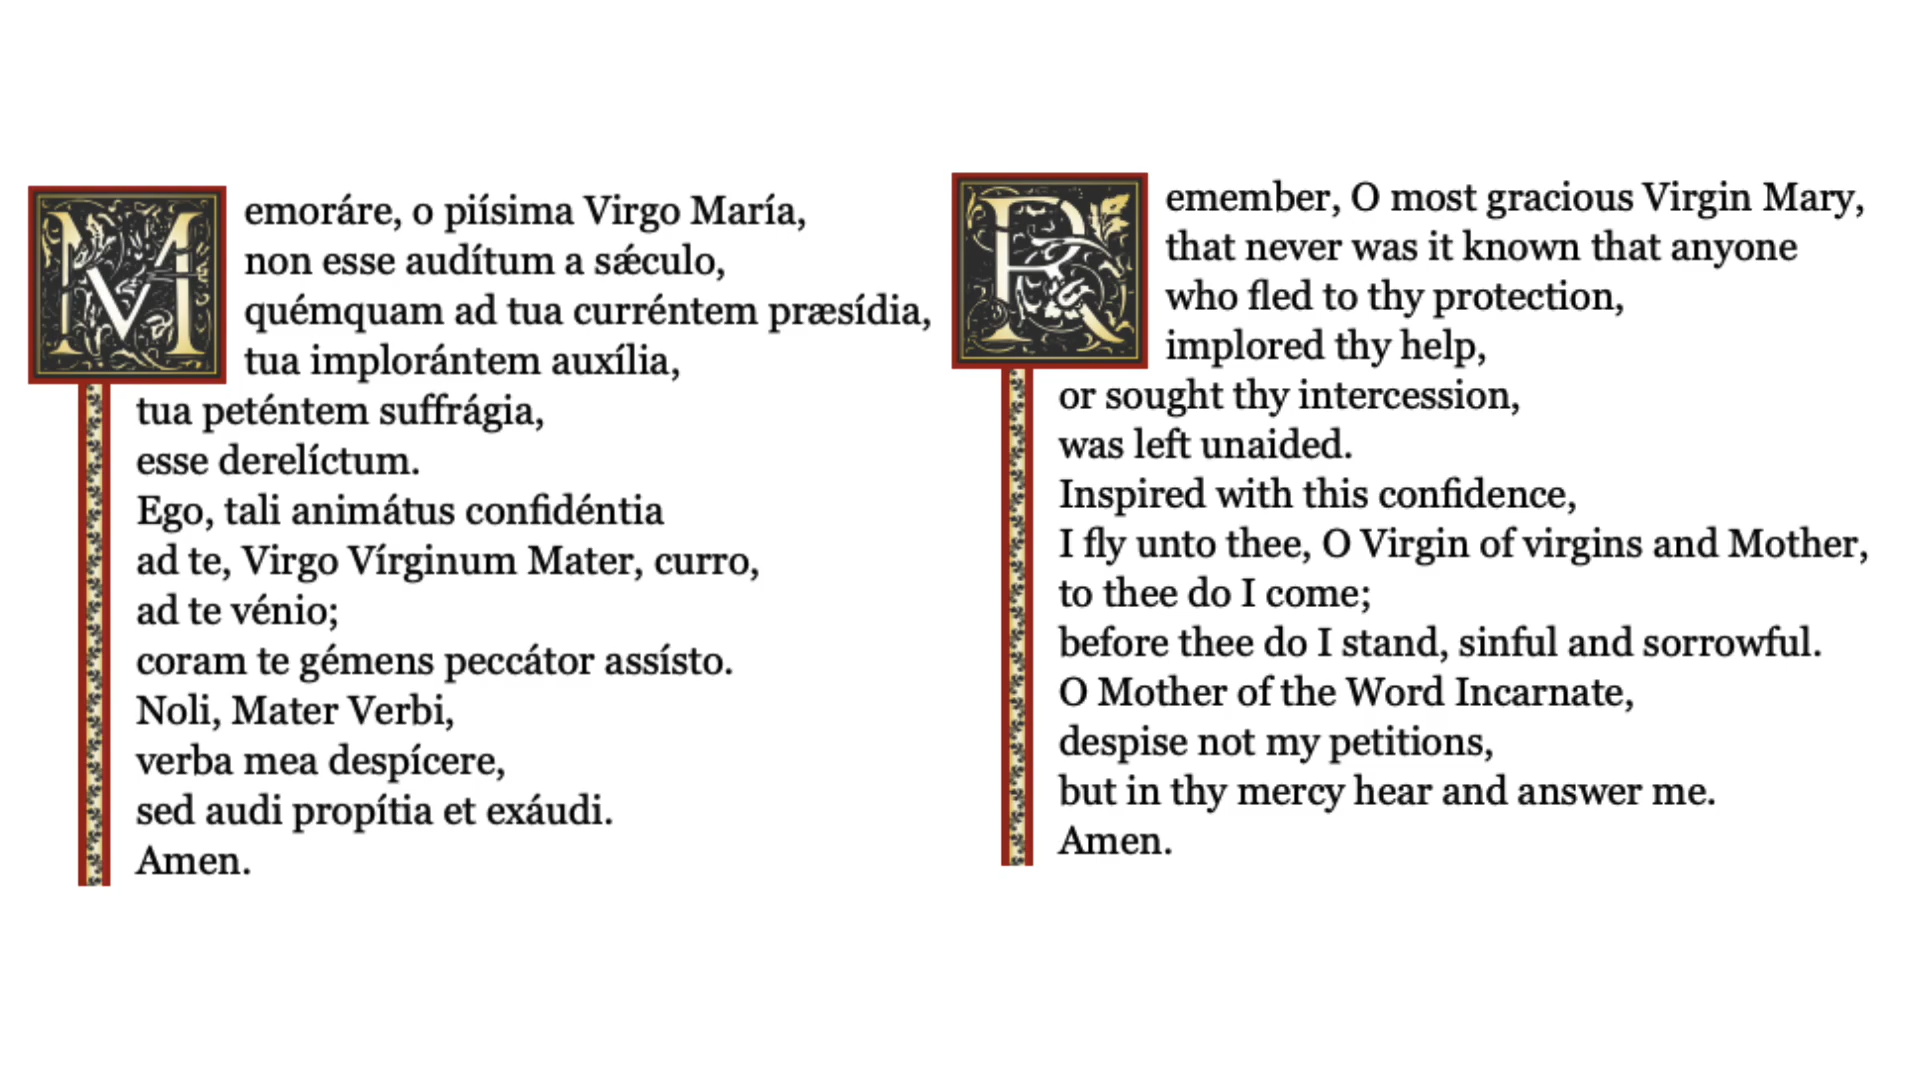 Memoráre, o piísima Virgo María,
non esse audítum a sǽculo,
quémquam ad tua curréntem præsídia,
tua implorántem auxília,
tua peténtem suffrágia,
esse derelíctum.
Ego, tali animátus confidéntia
ad te, Virgo Vírginum Mater, curro,
ad te vénio;
coram te gémens peccátor assísto.
Noli, Mater Verbi,
verba mea despícere,
sed audi propítia et exáudi.
Amen.
Remember, O most gracious Virgin Mary,
that never was it known that anyone
who fled to thy protection,
implored thy help,
or sought thy intercession,
was left unaided.
Inspired with this confidence,
I fly unto thee, O Virgin of virgins and Mother,
to thee do I come;
before thee do I stand, sinful and sorrowful.
O Mother of the Word Incarnate,
despise not my petitions,
but in thy mercy hear and answer me.
Amen.